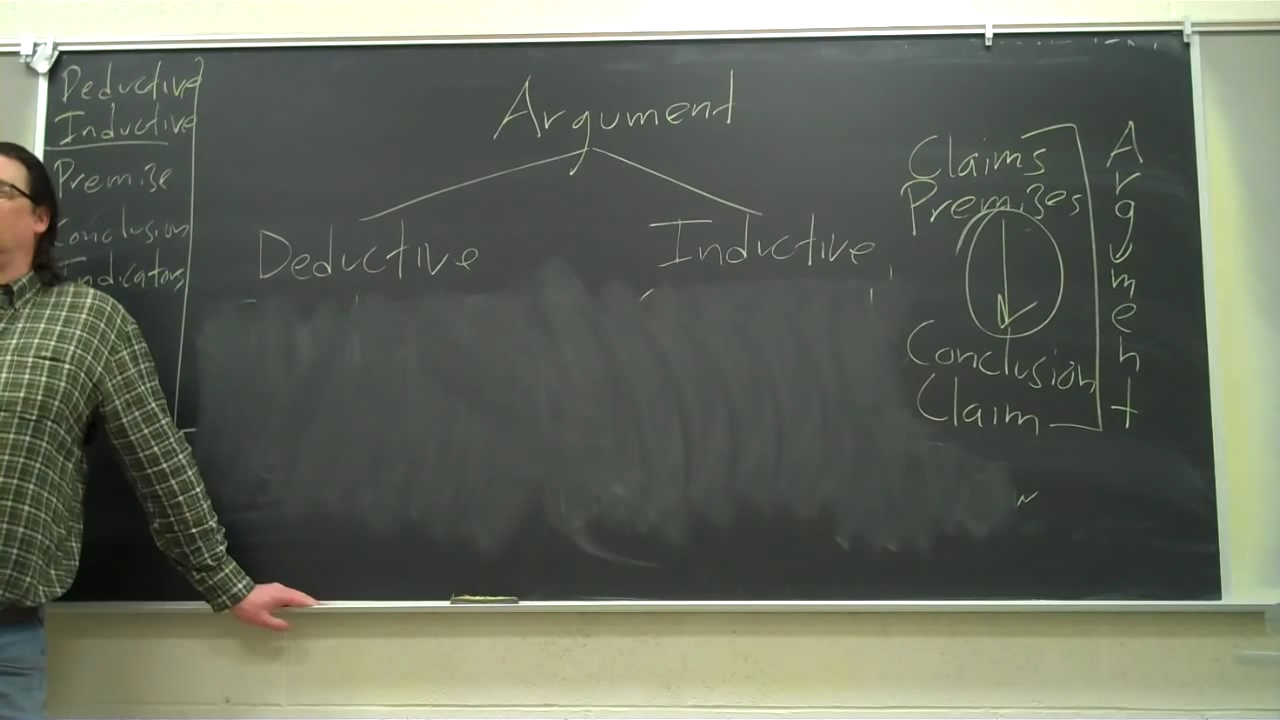 Deductive
Inductive
Premise
Conclusion
Indicators
Argument
Deductive
Inductive
Claims
Premises
Conclusion
Claim
Argument